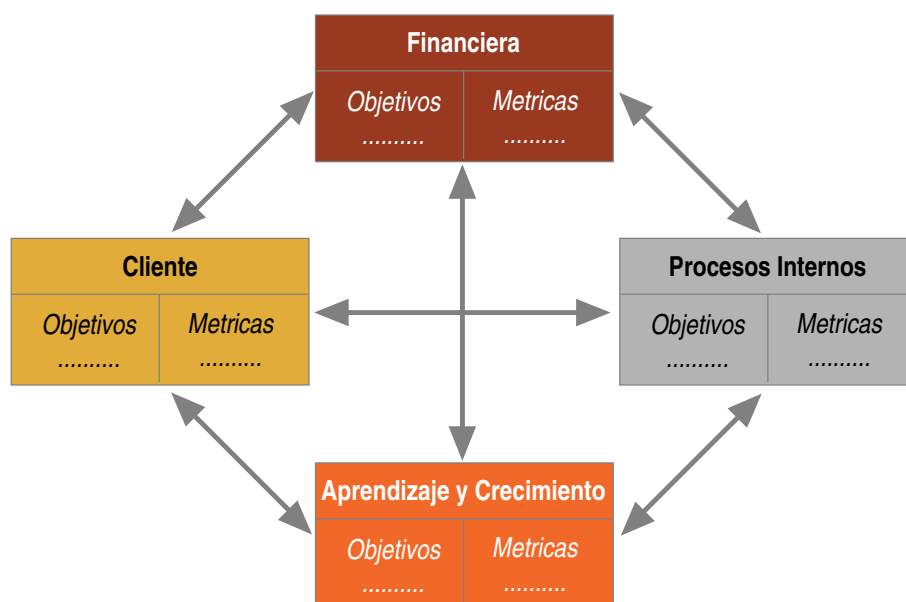 Financiera
Objetivos Metricas
.......... ..........
Cliente
Objetivos Metricas
.......... ..........
Procesos Internos
Objetivos Metricas
.......... ..........
Aprendizaje y Crecimiento
Objetivos Metricas
.......... ..........